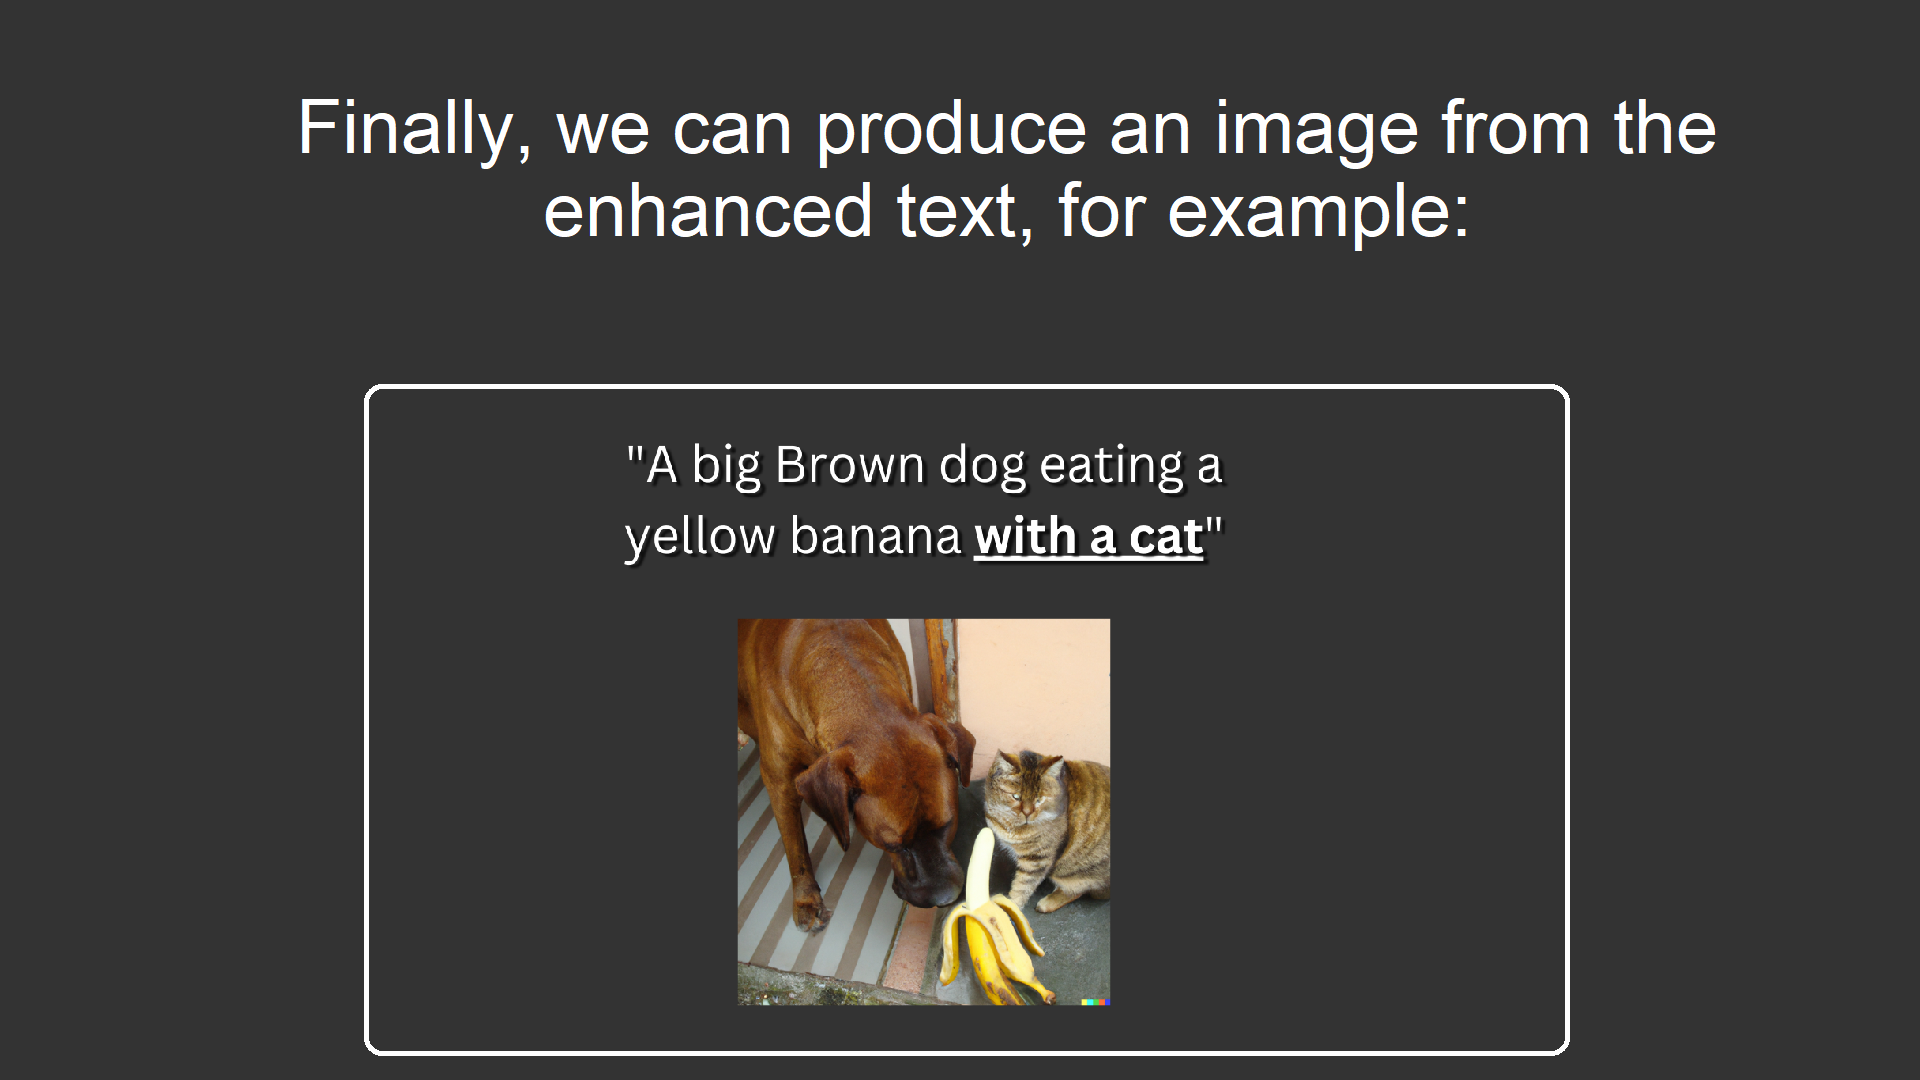 Finally, we can produce an image from the
enhanced text, for example:
"A big Brown dog eating a
yellow banana with a cat"